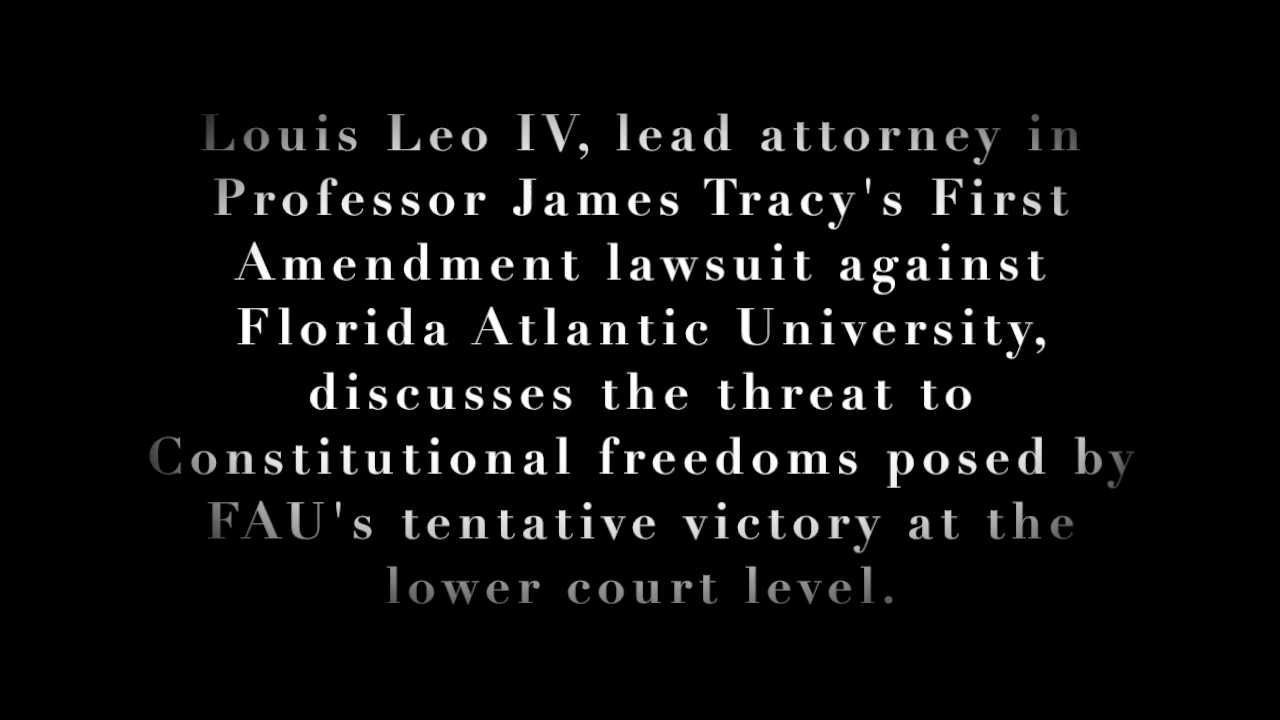 Louis Leo IV, lead attorney in
Professor James Tracy's First
Amendment lawsuit against
Florida Atlantic University,
discusses the threat to
Constitutional freedoms posed by
FAU's tentative victory at the
lower court level.